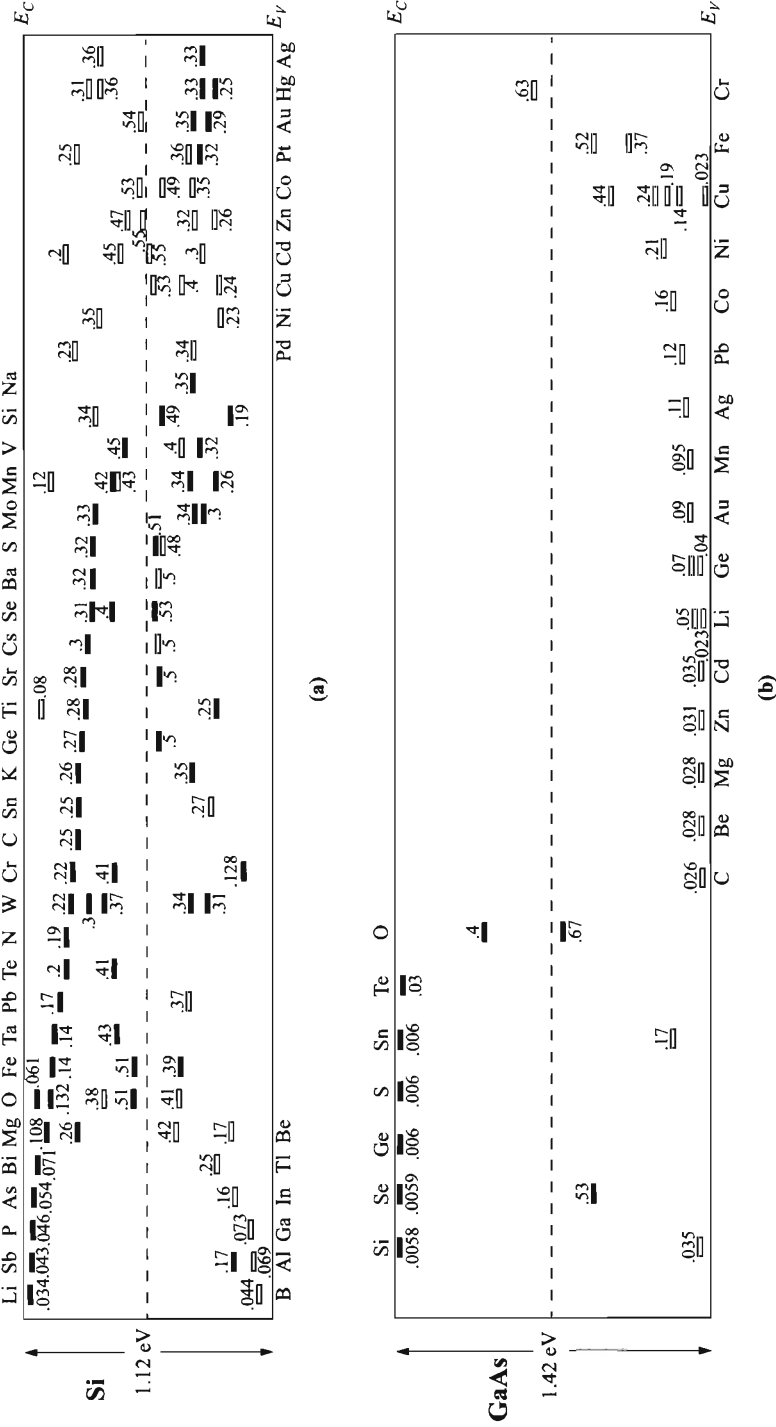 Li Sb P As Bi Mg O Fe Ta Pb Te N W Cr C Sn K Ge Ti Sr Cs Se Ba S Mo Mn V Si Na
E_C
.061 .08 .12
.034 .043 .046 .054 .071 .108 .132 .14 .14 .17 .2 .19 .22 .22 .25 .25 .26 .27 .28 .28 .3 .31 .32 .32 .33 .42 .45 .34 .23 .35 .2 .47 .53 .25 .54 .31 .36
.26 .38 .51 .51 .43 .41 .3 .37 .41 .4 .43 .45 .55 .36
Si
1.12 eV
.42 .41 .39 .37 .34 .35 .5 .5 .5 .53 .5 .51 .48 .34 .34 .4 .49 .35 .34 .53 .4 .55 .3 .32 .49 .35 .36 .32 .35 .33 .33
.044 .17 .073 .16 .25 .17 .31 .128 .27 .25 .3 .26 .32 .19 .23 .24 .26 .29 .25
.069
E_V
B Al Ga In Tl Be Pd Ni Cu Cd Zn Co Pt Au Hg Ag
(a)
Si Se Ge S Sn Te O
E_C
.0058 .0059 .006 .006 .006 .03
.4 .63
GaAs
1.42 eV
.53 .67 .44 .52
.035 .17 .026 .028 .028 .031 .035 .05 .07 .09 .095 .11 .12 .16 .21 .24 .19 .37
.023 .04 .14 .023
E_V
C Be Mg Zn Cd Li Ge Au Mn Ag Pb Co Ni Cu Fe Cr
(b)